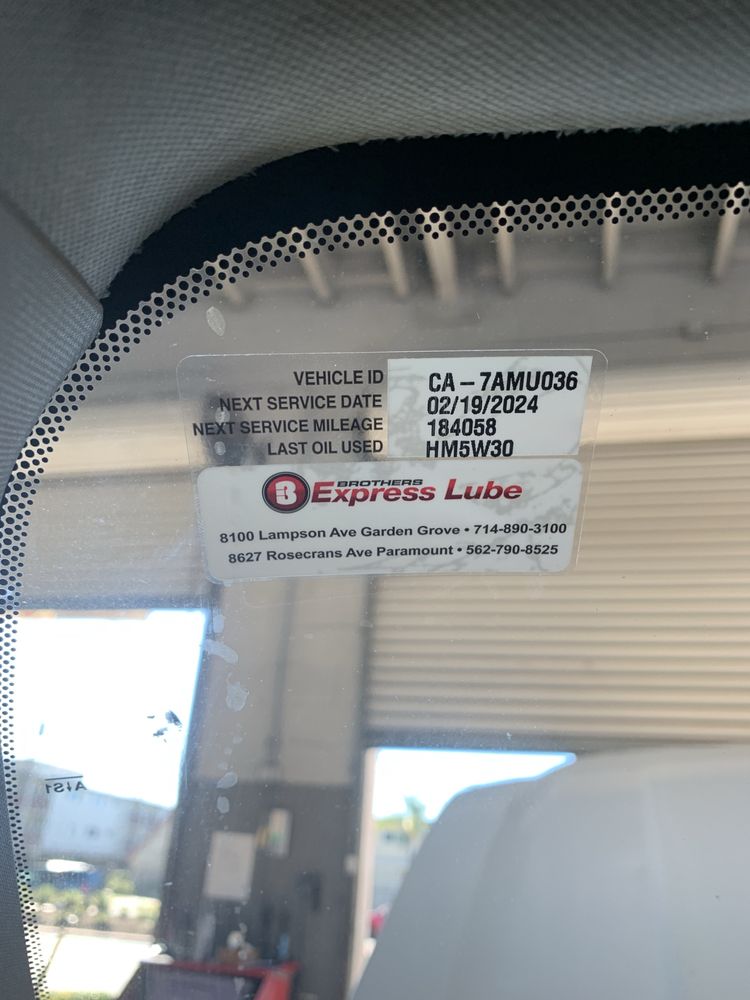 VEHICLE ID CA - 7AMU036
NEXT SERVICE DATE 02/19/2024
NEXT SERVICE MILEAGE 184058
LAST OIL USED HM5W30
B BROTHERS
Express Lube
8100 Lampson Ave Garden Grove • 714-890-3100
8627 Rosecrans Ave Paramount • 562-790-8525
AS1